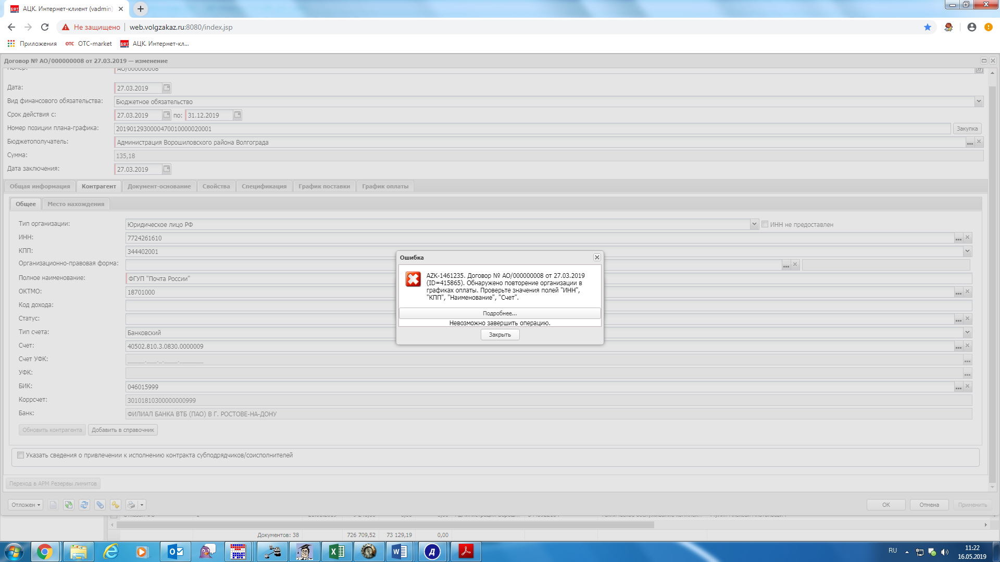 АЦК. Интернет-клиент (vadmin)
Не защищено
web.volgzakaz.ru:8080/index.jsp
Приложения
OTC OTC-market
БФТ АЦК. Интернет-кл...
Договор № АО/000000008 от 27.03.2019 — изменение
Номер: АО/000000008
Дата: 27.03.2019
Вид финансового обязательства: Бюджетное обязательство
Срок действия с: 27.03.2019 по: 31.12.2019
Номер позиции плана-графика: 2019012930000470010000020001 Закупка
Бюджетополучатель: Администрация Ворошиловского района Волгограда
Сумма: 135,18
Дата заключения: 27.03.2019
Общая информация Контрагент Документ-основание Свойства Спецификация График поставки График оплаты
Общее Место нахождения
Тип организации: Юридическое лицо РФ ИНН не предоставлен
ИНН: 7724261610
КПП: 344402001
Организационно-правовая форма:
Полное наименование: ФГУП "Почта России"
ОКТМО: 18701000
Код дохода:
Статус:
Тип счета: Банковский
Счет: 40502.810.3.0830.0000009
Счет УФК: _____.___._.____._______
УФК:
БИК: 046015999
Коррсчет: 30101810300000000999
Банк: ФИЛИАЛ БАНКА ВТБ (ПАО) В Г. РОСТОВЕ-НА-ДОНУ
Обновить контрагента Добавить в справочник
Указать сведения о привлечении к исполнению контракта субподрядчиков/соисполнителей
Переход в АРМ Резервы лимитов
Отложен
OK Отмена Применить
Ошибка
AZK-1461235. Договор № АО/000000008 от 27.03.2019
(ID=415865). Обнаружено повторение организации в
графиках оплаты. Проверьте значения полей "ИНН",
"КПП", "Наименование", "Счет".
Подробнее...
Невозможно завершить операцию.
Закрыть
Документов: 38 726 709,52 73 129,19 0,00
RU
11:22
16.05.2019